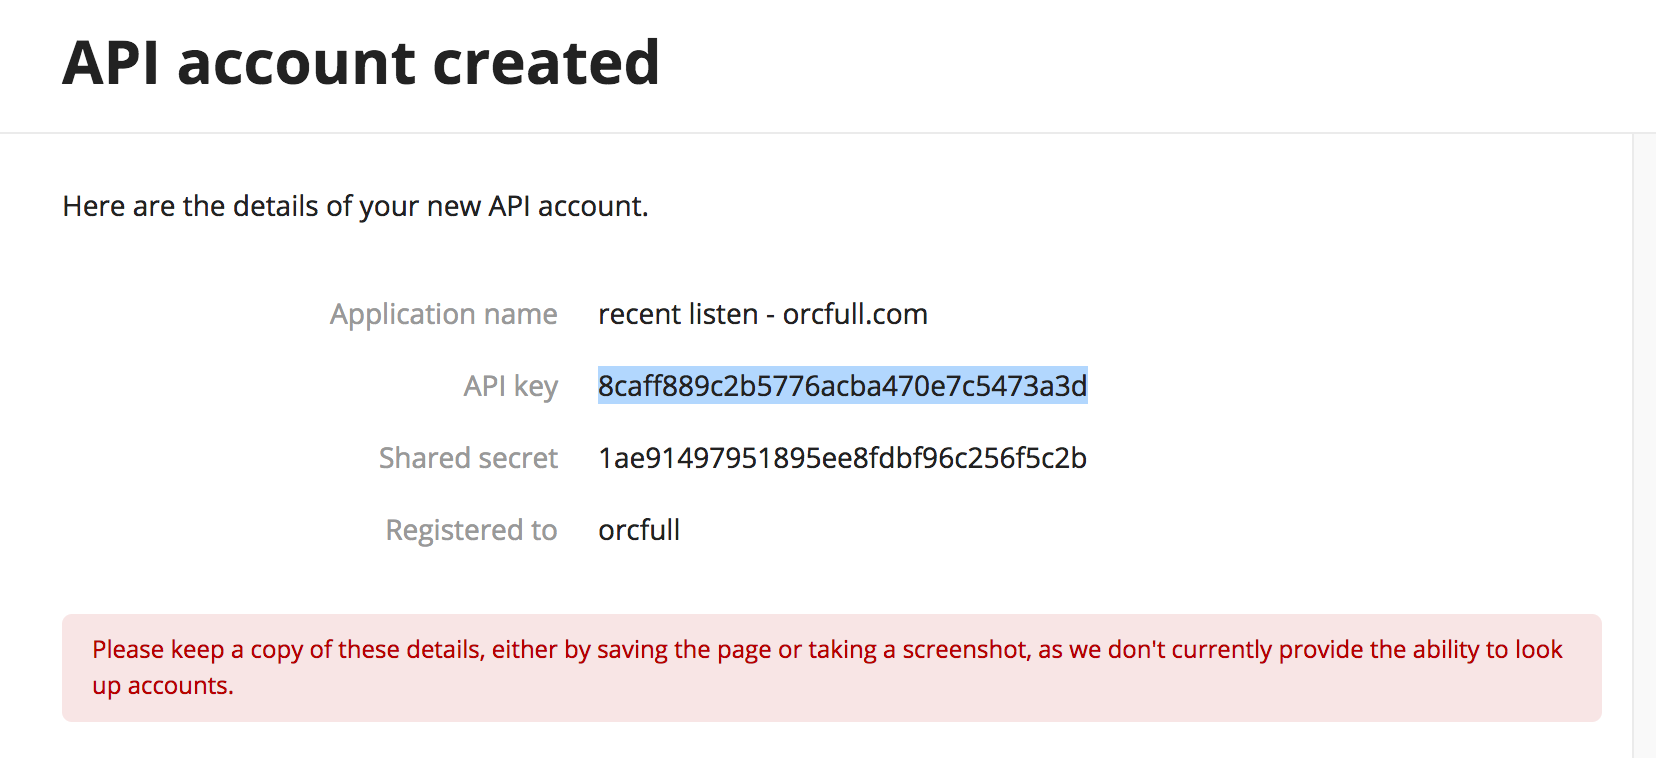 API account created
Here are the details of your new API account.
Application name recent listen - orcfull.com
API key 8caff889c2b5776acba470e7c5473a3d
Shared secret 1ae91497951895ee8fdbf96c256f5c2b
Registered to orcfull
Please keep a copy of these details, either by saving the page or taking a screenshot, as we don't currently provide the ability to look
up accounts.